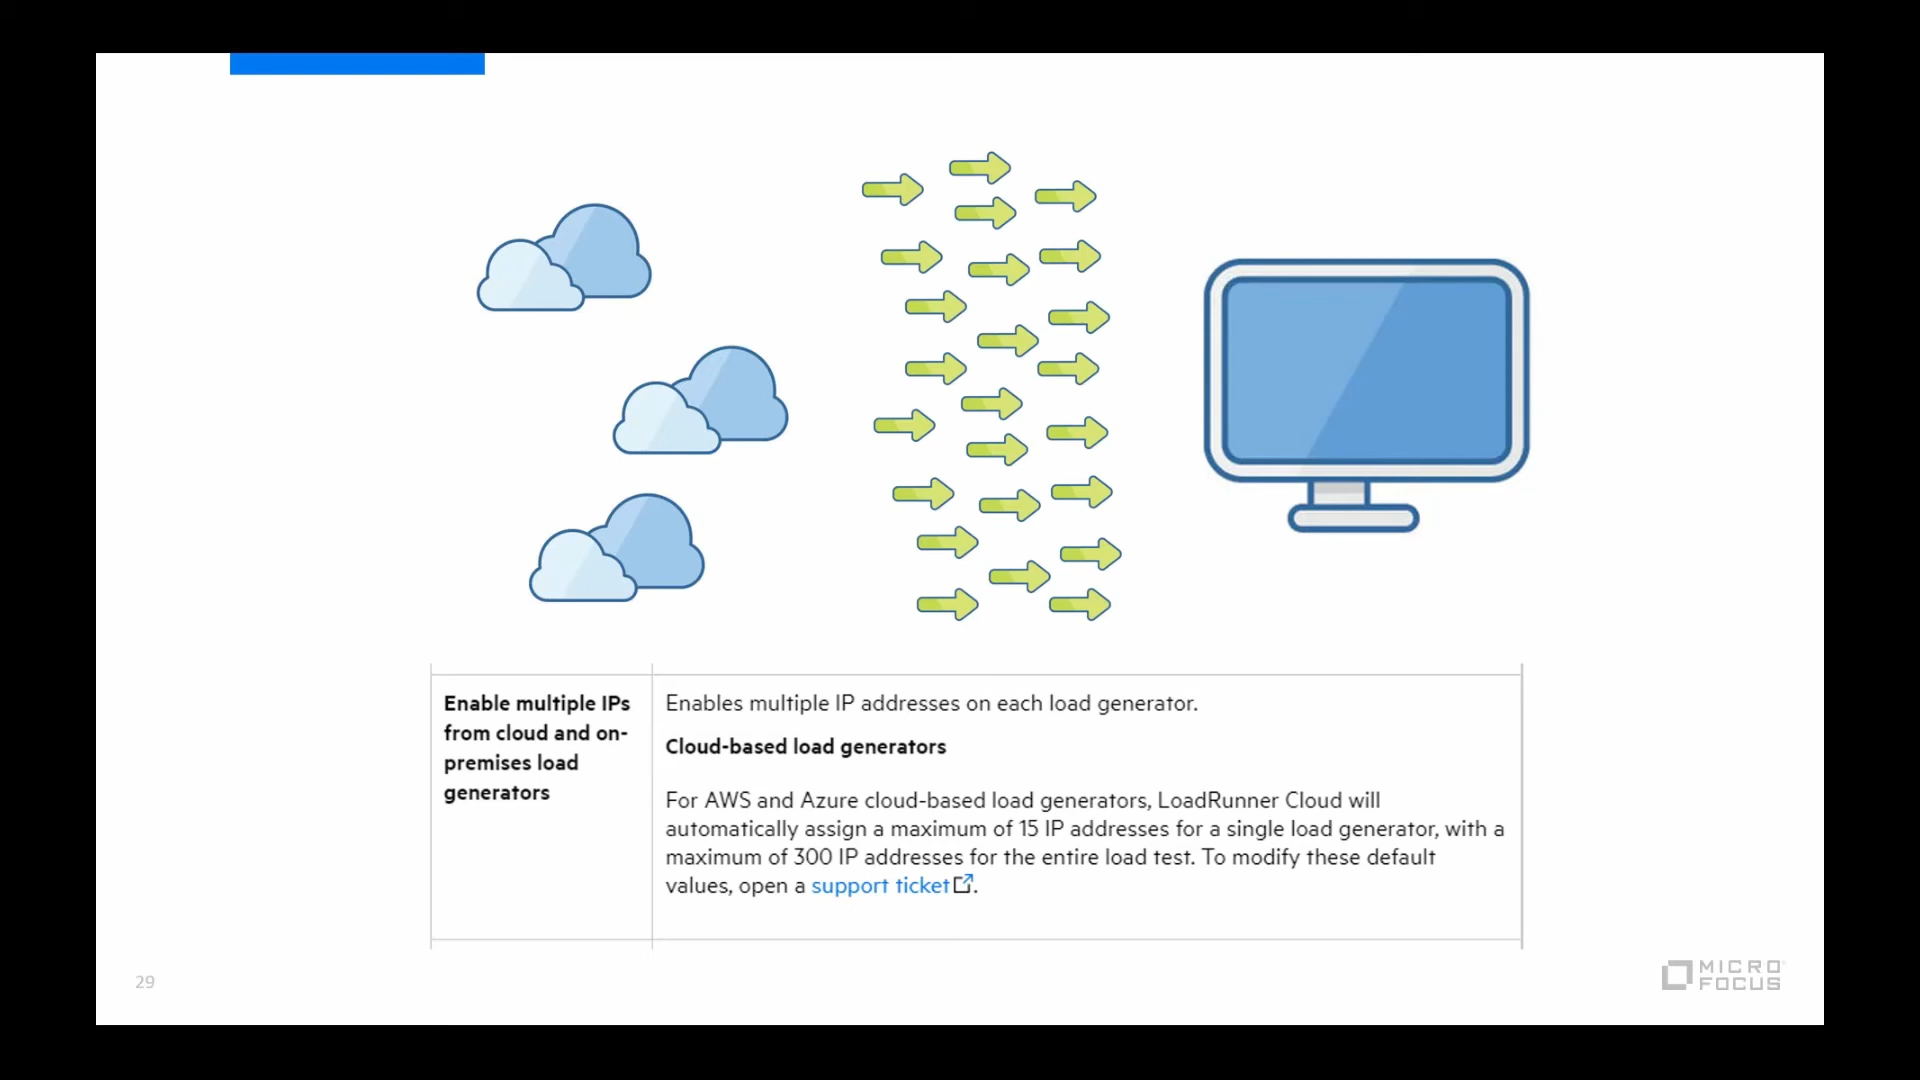 Enable multiple IPs
from cloud and on-
premises load
generators
Enables multiple IP addresses on each load generator.
Cloud-based load generators
For AWS and Azure cloud-based load generators, LoadRunner Cloud will
automatically assign a maximum of 15 IP addresses for a single load generator, with a
maximum of 300 IP addresses for the entire load test. To modify these default
values, open a support ticket.
29
MICRO
FOCUS